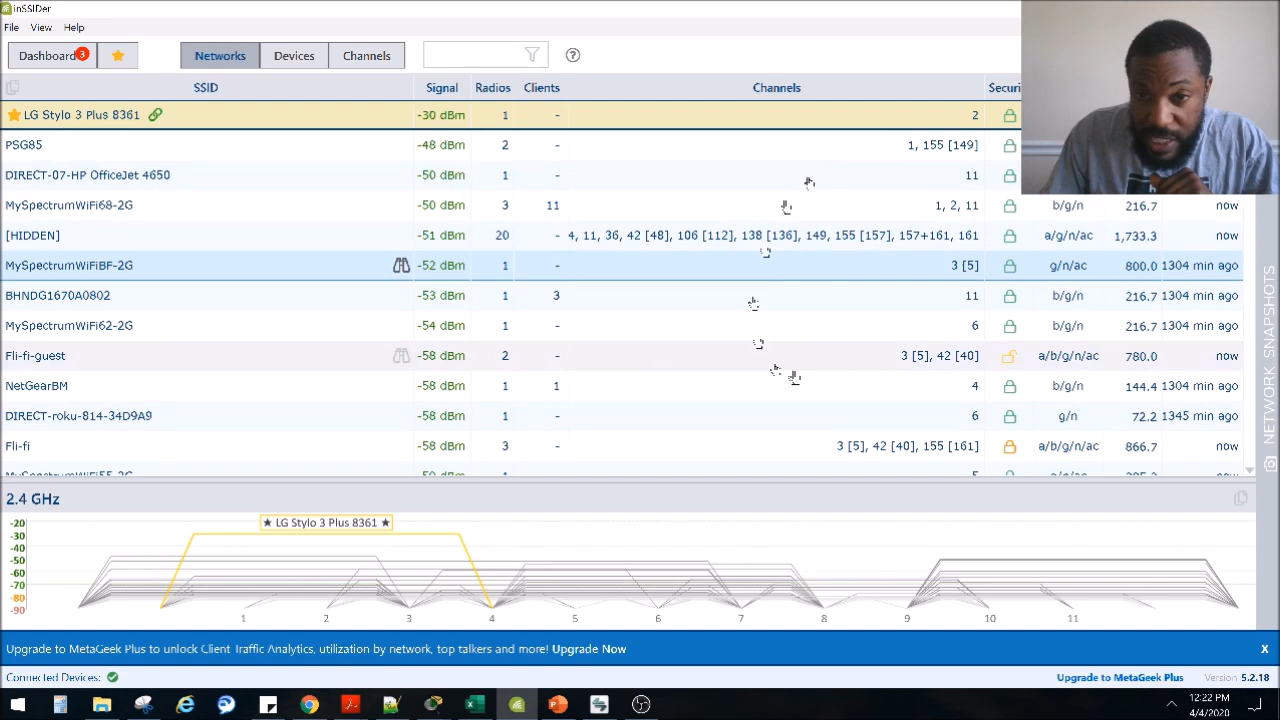 inSSIDer
File View Help
Dashboard 3 Networks Devices Channels ?
SSID Signal Radios Clients Channels Securi
LG Stylo 3 Plus 8361 -30 dBm 1 - 2
PSG85 -48 dBm 2 - 1, 155 [149]
DIRECT-07-HP OfficeJet 4650 -50 dBm 1 - 11
MySpectrumWiFi68-2G -50 dBm 3 11 1, 2, 11 b/g/n 216.7 now
[HIDDEN] -51 dBm 20 - 4, 11, 36, 42 [48], 106 [112], 138 [136], 149, 155 [157], 157+161, 161 a/g/n/ac 1,733.3 now
MySpectrumWiFiBF-2G -52 dBm 1 - 3 [5] g/n/ac 800.0 1304 min ago
BHNDG1670A0802 -53 dBm 1 3 11 b/g/n 216.7 1304 min ago
MySpectrumWiFi62-2G -54 dBm 1 - 6 b/g/n 216.7 1304 min ago
Fli-fi-guest -58 dBm 2 - 3 [5], 42 [40] a/b/g/n/ac 780.0 now
NetGearBM -58 dBm 1 1 4 b/g/n 144.4 1304 min ago
DIRECT-roku-814-34D9A9 -58 dBm 1 - 6 g/n 72.2 1345 min ago
Fli-fi -58 dBm 3 - 3 [5], 42 [40], 155 [161] a/b/g/n/ac 866.7 now
NETWORK SNAPSHOTS
2.4 GHz
★ LG Stylo 3 Plus 8361 ★
-20
-30
-40
-50
-60
-70
-80
-90
1 2 3 4 5 6 7 8 9 10 11
Upgrade to MetaGeek Plus to unlock Client Traffic Analytics, utilization by network, top talkers and more! Upgrade Now X
Connected Devices: Upgrade to MetaGeek Plus Version 5.2.18
12:22 PM
4/4/2020